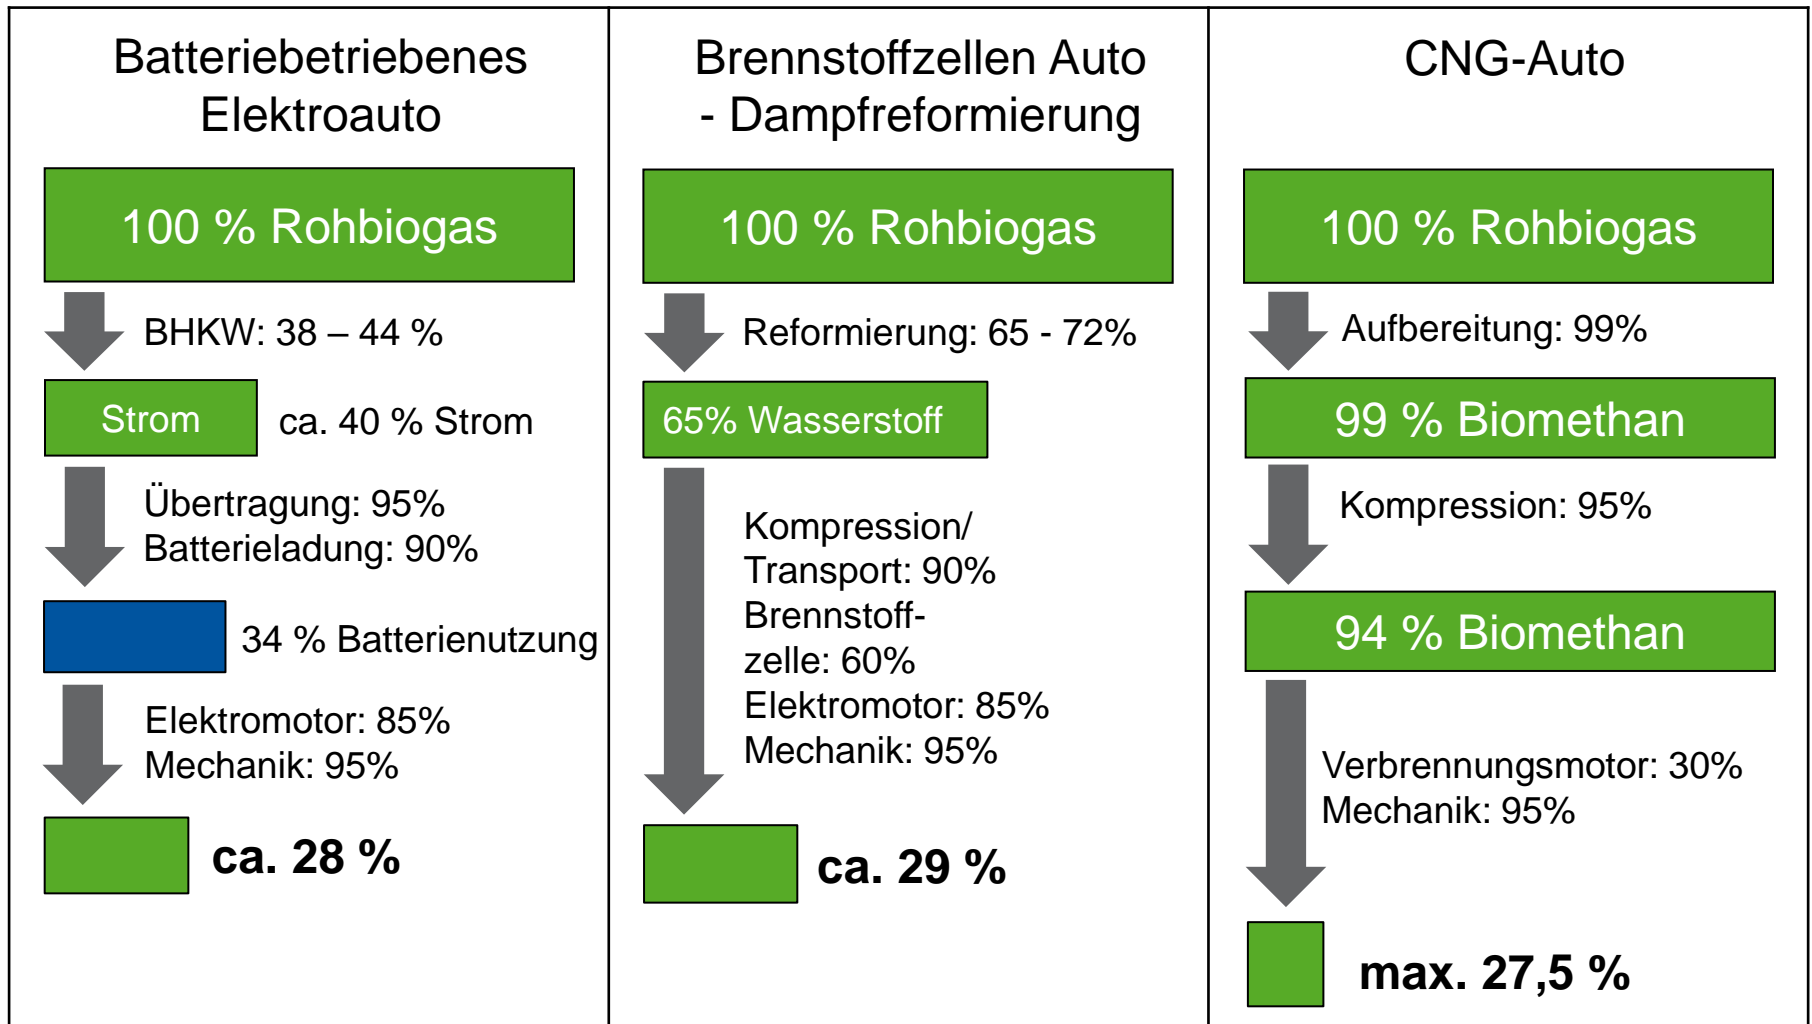 Batteriebetriebenes
Elektroauto
100 % Rohbiogas
BHKW: 38 – 44 %
Strom
ca. 40 % Strom
Übertragung: 95%
Batterieladung: 90%
34 % Batterienutzung
Elektromotor: 85%
Mechanik: 95%
ca. 28 %
Brennstoffzellen Auto
- Dampfreformierung
100 % Rohbiogas
Reformierung: 65 - 72%
65% Wasserstoff
Kompression/
Transport: 90%
Brennstoff-
zelle: 60%
Elektromotor: 85%
Mechanik: 95%
ca. 29 %
CNG-Auto
100 % Rohbiogas
Aufbereitung: 99%
99 % Biomethan
Kompression: 95%
94 % Biomethan
Verbrennungsmotor: 30%
Mechanik: 95%
max. 27,5 %